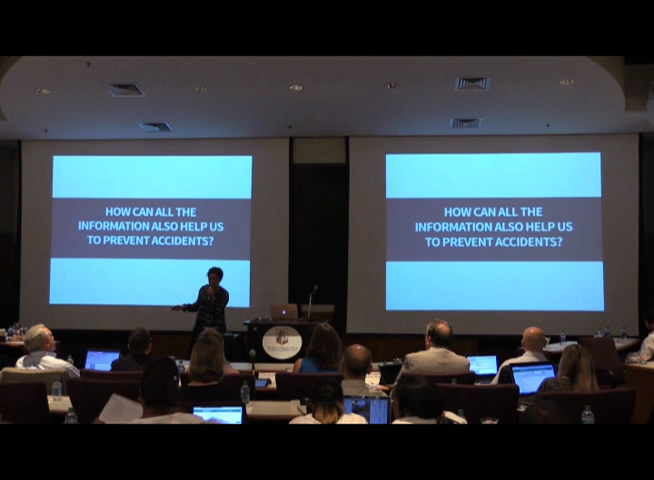 HOW CAN ALL THE
INFORMATION ALSO HELP US
TO PREVENT ACCIDENTS?
HOW CAN ALL THE
INFORMATION ALSO HELP US
TO PREVENT ACCIDENTS?